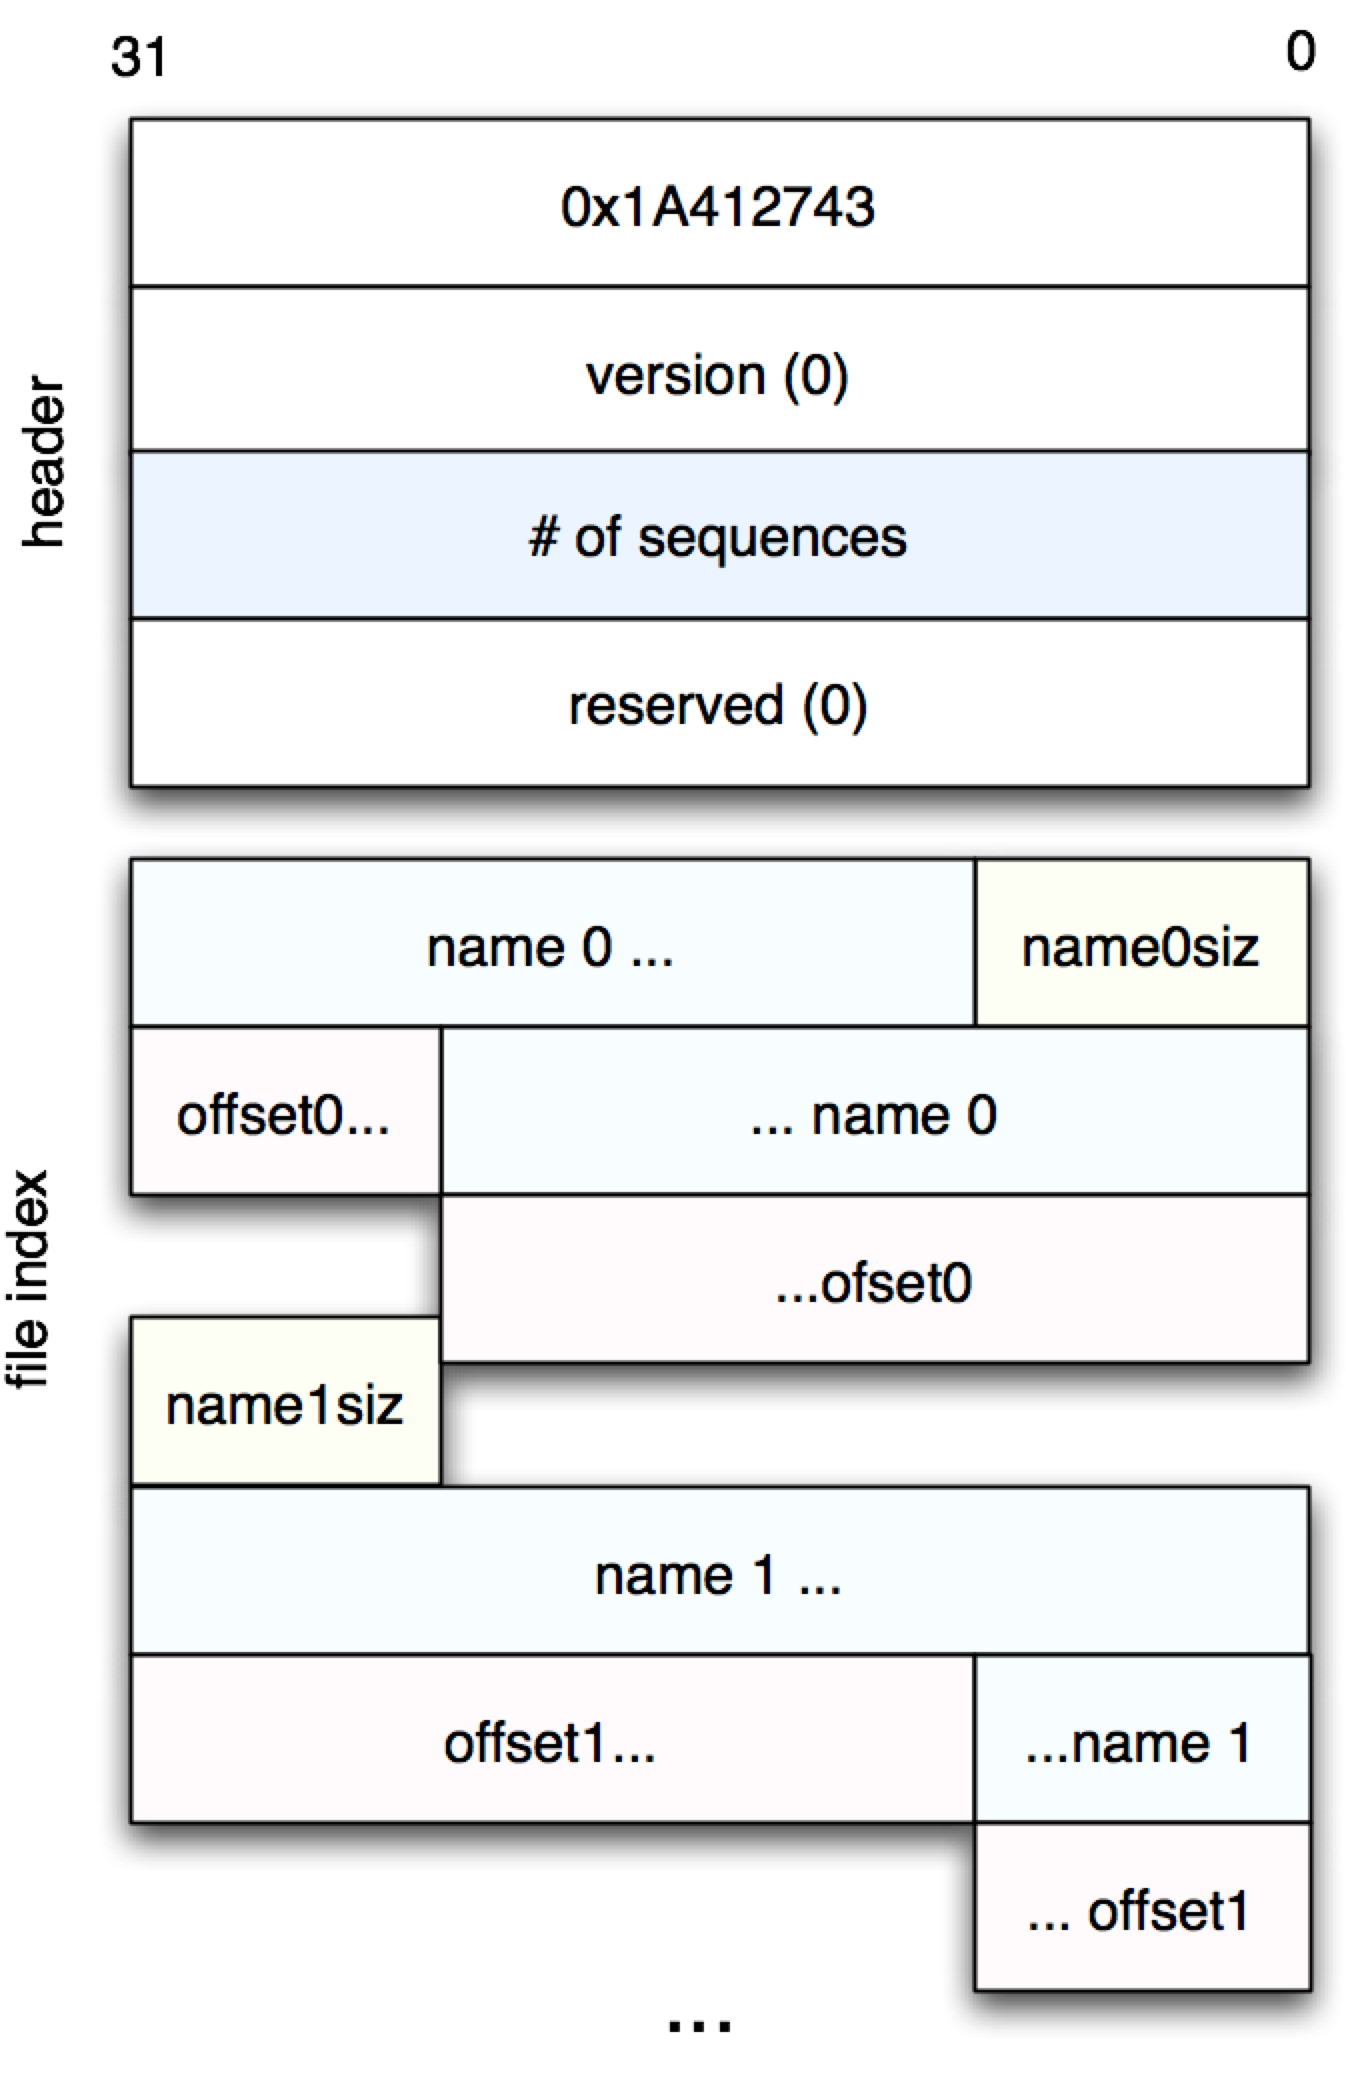 31
0
header
0x1A412743
version (0)
# of sequences
reserved (0)
file index
name 0 ...
name0siz
offset0...
... name 0
...ofset0
name1siz
name 1 ...
offset1...
...name 1
... offset1
...